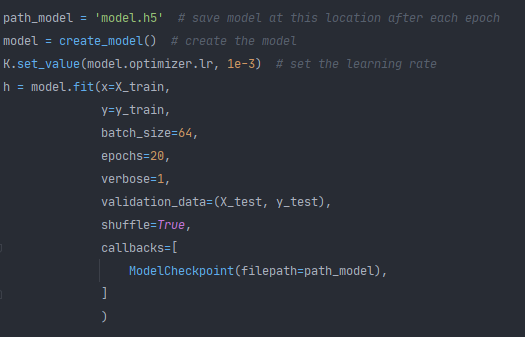 path_model = 'model.h5'  # save model at this location after each epoch
model = create_model()  # create the model
K.set_value(model.optimizer.lr, 1e-3)  # set the learning rate
h = model.fit(x=X_train,
              y=y_train,
              batch_size=64,
              epochs=20,
              verbose=1,
              validation_data=(X_test, y_test),
              shuffle=True,
              callbacks=[
                  ModelCheckpoint(filepath=path_model),
              ]
              )